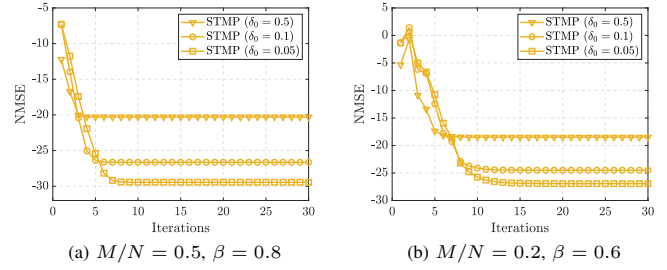 STMP (δ₀ = 0.5)
STMP (δ₀ = 0.1)
STMP (δ₀ = 0.05)
−5
−10
−15
−20
−25
−30
NMSE
0 5 10 15 20 25 30
Iterations
(a) M/N = 0.5, β = 0.8
STMP (δ₀ = 0.5)
STMP (δ₀ = 0.1)
STMP (δ₀ = 0.05)
5
0
−5
−10
−15
−20
−25
−30
NMSE
0 5 10 15 20 25 30
Iterations
(b) M/N = 0.2, β = 0.6